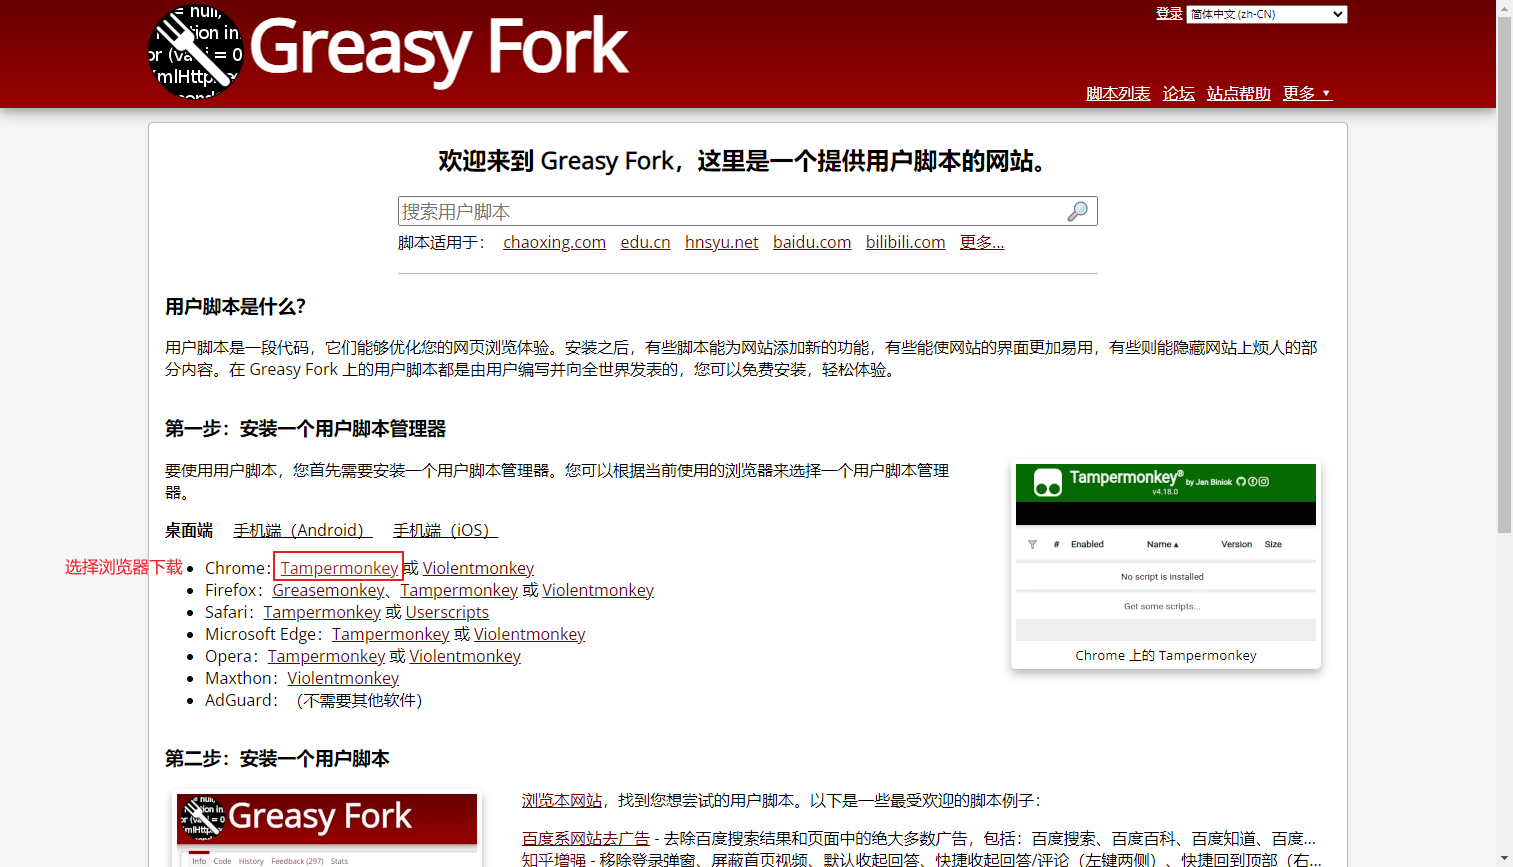 = null,
tion in
or (var i = 0
mlHttp
Greasy Fork
登录 简体中文 (zh-CN)
脚本列表 论坛 站点帮助 更多 ▼
欢迎来到 Greasy Fork，这里是一个提供用户脚本的网站。
搜索用户脚本
脚本适用于： chaoxing.com edu.cn hnsyu.net baidu.com bilibili.com 更多…
用户脚本是什么？
用户脚本是一段代码，它们能够优化您的网页浏览体验。安装之后，有些脚本能为网站添加新的功能，有些能使网站的界面更加易用，有些则能隐藏网站上烦人的部
分内容。在 Greasy Fork 上的用户脚本都是由用户编写并向全世界发表的，您可以免费安装，轻松体验。
第一步：安装一个用户脚本管理器
要使用用户脚本，您首先需要安装一个用户脚本管理器。您可以根据当前使用的浏览器来选择一个用户脚本管理
器。
桌面端 手机端（Android） 手机端（iOS）
选择浏览器下载
Chrome：Tampermonkey 或 Violentmonkey
Firefox：Greasemonkey、Tampermonkey 或 Violentmonkey
Safari：Tampermonkey 或 Userscripts
Microsoft Edge：Tampermonkey 或 Violentmonkey
Opera：Tampermonkey 或 Violentmonkey
Maxthon：Violentmonkey
AdGuard：（不需要其他软件）
Tampermonkey® by Jan Biniok
v4.18.0
# Enabled Name ▲ Version Size
No script is installed
Get some scripts...
Chrome 上的 Tampermonkey
第二步：安装一个用户脚本
= null,
tion in
or (var i = 0
mlHttp
Greasy Fork
Info Code History Feedback (297) Stats
浏览本网站，找到您想尝试的用户脚本。以下是一些最受欢迎的脚本例子：
百度系网站去广告 - 去除百度搜索结果和页面中的绝大多数广告，包括：百度搜索、百度百科、百度知道、百度…
知乎增强 - 移除登录弹窗、屏蔽首页视频、默认收起回答、快捷收起回答/评论（左键两侧）、快捷回到顶部（右…